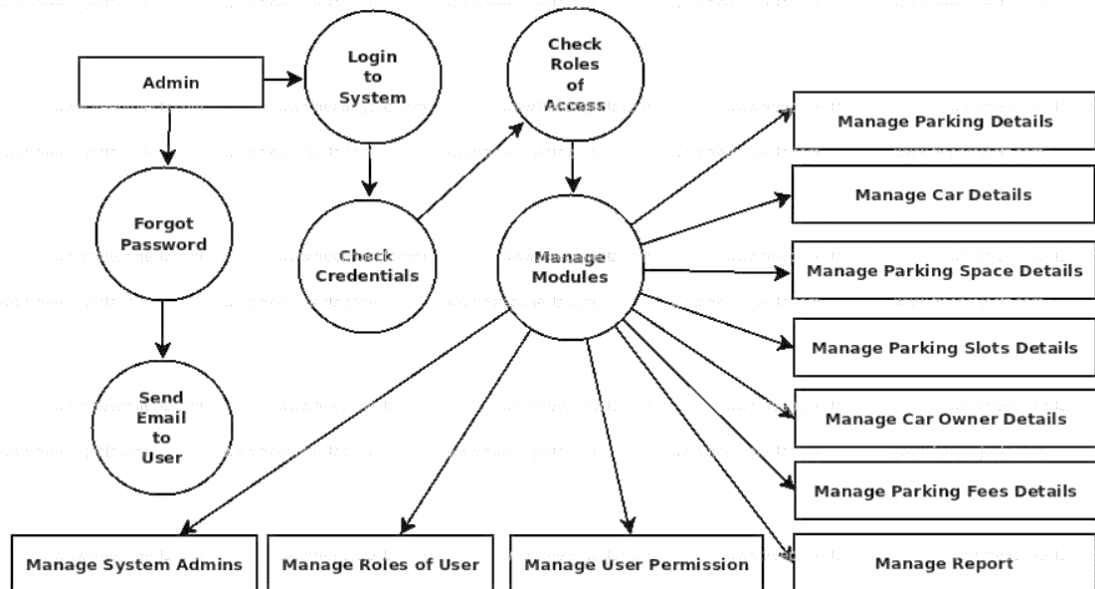 Admin
Login
to
System
Check
Roles
of
Access
Manage Parking Details
Manage Car Details
Forgot
Password
Check
Credentials
Manage
Modules
Manage Parking Space Details
Manage Parking Slots Details
Send
Email
to
User
Manage Car Owner Details
Manage Parking Fees Details
Manage System Admins
Manage Roles of User
Manage User Permission
Manage Report